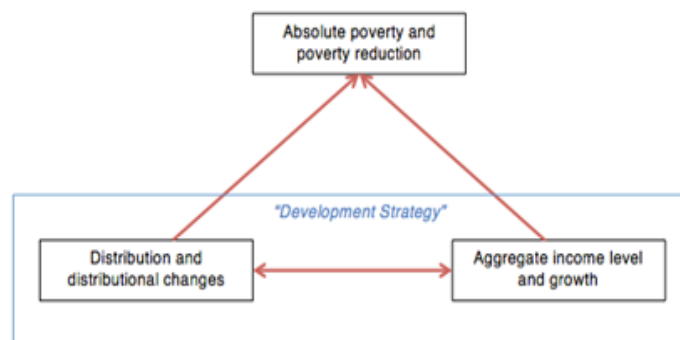 Absolute poverty and
poverty reduction
"Development Strategy"
Distribution and
distributional changes
Aggregate income level
and growth